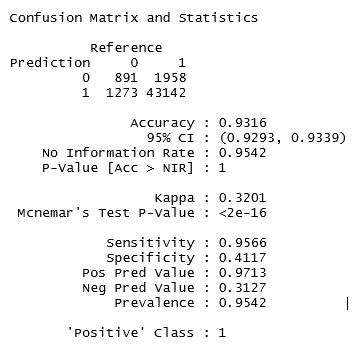 Confusion Matrix and Statistics
Reference
Prediction 0 1
0 891 1958
1 1273 43142
Accuracy : 0.9316
95% CI : (0.9293, 0.9339)
No Information Rate : 0.9542
P-Value [Acc > NIR] : 1
Kappa : 0.3201
Mcnemar's Test P-Value : <2e-16
Sensitivity : 0.9566
Specificity : 0.4117
Pos Pred Value : 0.9713
Neg Pred Value : 0.3127
Prevalence : 0.9542
'Positive' Class : 1